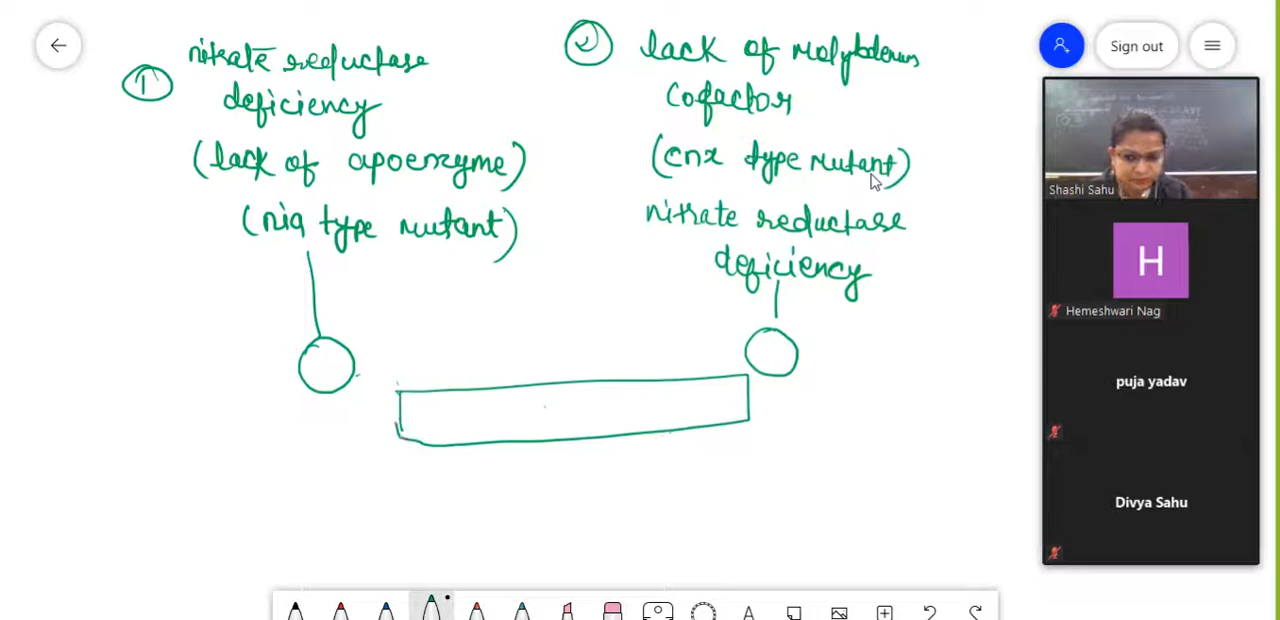 ① nitrate reductase
deficiency
(lack of apoenzyme)
(nia type mutant)
② lack of Molybdenum
cofactor
(cnx type mutant)
nitrate reductase
deficiency
Sign out
Shashi Sahu
H
Hemeshwari Nag
puja yadav
Divya Sahu
A